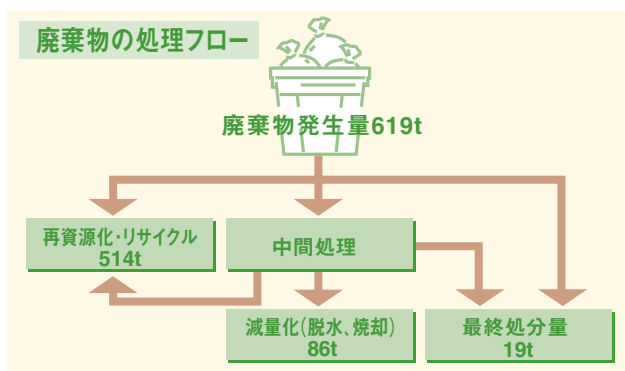 廃棄物の処理フロー
廃棄物発生量619t
再資源化・リサイクル
514t
中間処理
減量化(脱水、焼却)
86t
最終処分量
19t